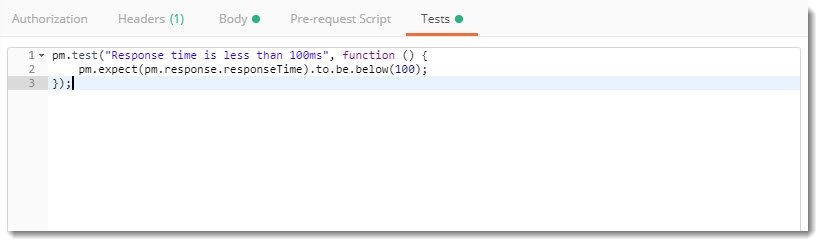 Authorization Headers (1) Body Pre-request Script Tests
1 pm.test("Response time is less than 100ms", function () {
2 pm.expect(pm.response.responseTime).to.be.below(100);
3 });